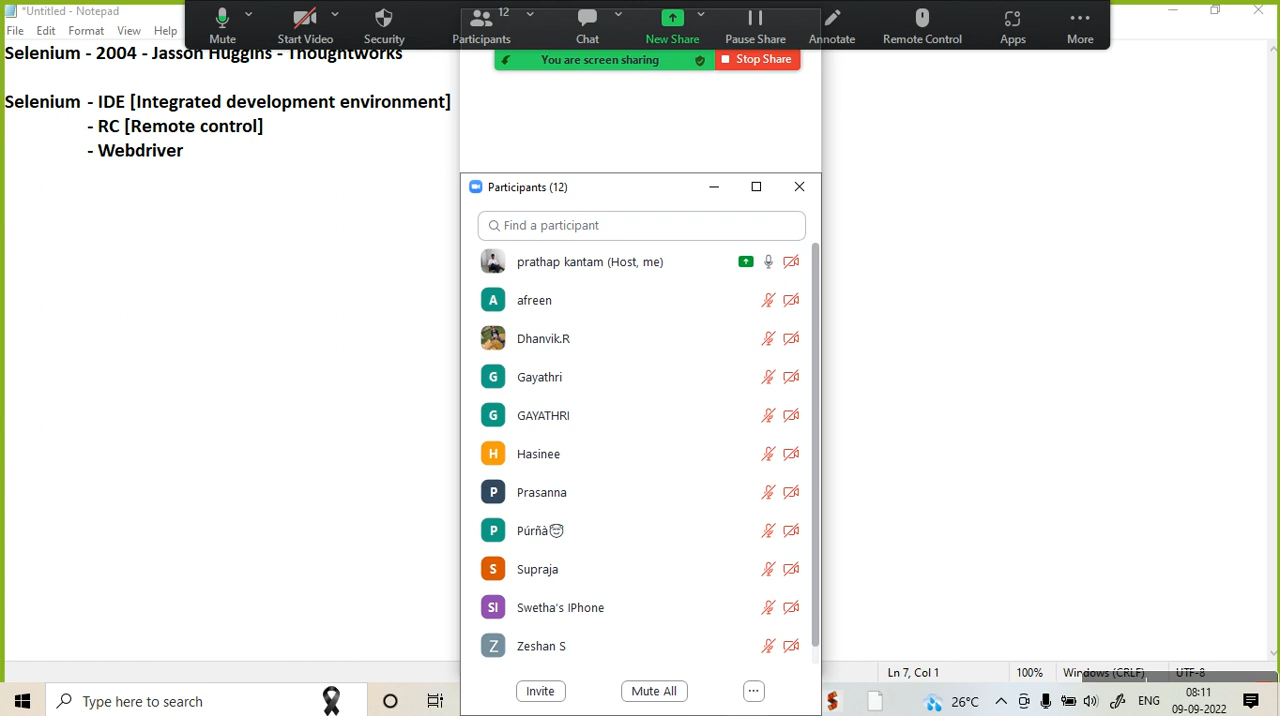 *Untitled - Notepad
File Edit Format View Help
Mute
Start Video
Security
12
Participants
Chat
New Share
Pause Share
Annotate
Remote Control
Apps
More
You are screen sharing
Stop Share
Selenium - 2004 - Jasson Huggins - Thoughtworks
Selenium - IDE [Integrated development environment]
- RC [Remote control]
- Webdriver
Participants (12)
Find a participant
prathap kantam (Host, me)
A afreen
Dhanvik.R
G Gayathri
G GAYATHRI
H Hasinee
P Prasanna
P Púrñà😇
S Supraja
SI Swetha's IPhone
Z Zeshan S
Invite
Mute All
Ln 7, Col 1
100%
Windows (CRLF)
UTF-8
Type here to search
26°C
ENG
08:11
09-09-2022